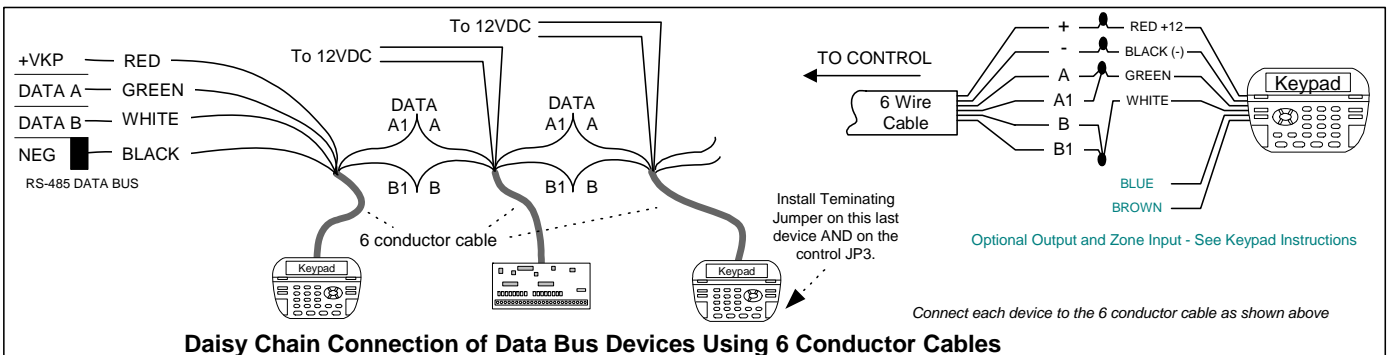 +VKP
RED
DATA A
GREEN
DATA B
WHITE
NEG
BLACK
RS-485 DATA BUS
To 12VDC
To 12VDC
DATA
A1 A
B1 B
DATA
A1 A
B1 B
6 conductor cable
Keypad
Keypad
Install Teminating
Jumper on this last
device AND on the
control JP3.
TO CONTROL
6 Wire
Cable
+ RED +12
- BLACK (-)
A GREEN
A1 WHITE
B
B1
Keypad
BLUE
BROWN
Optional Output and Zone Input - See Keypad Instructions
Connect each device to the 6 conductor cable as shown above
Daisy Chain Connection of Data Bus Devices Using 6 Conductor Cables